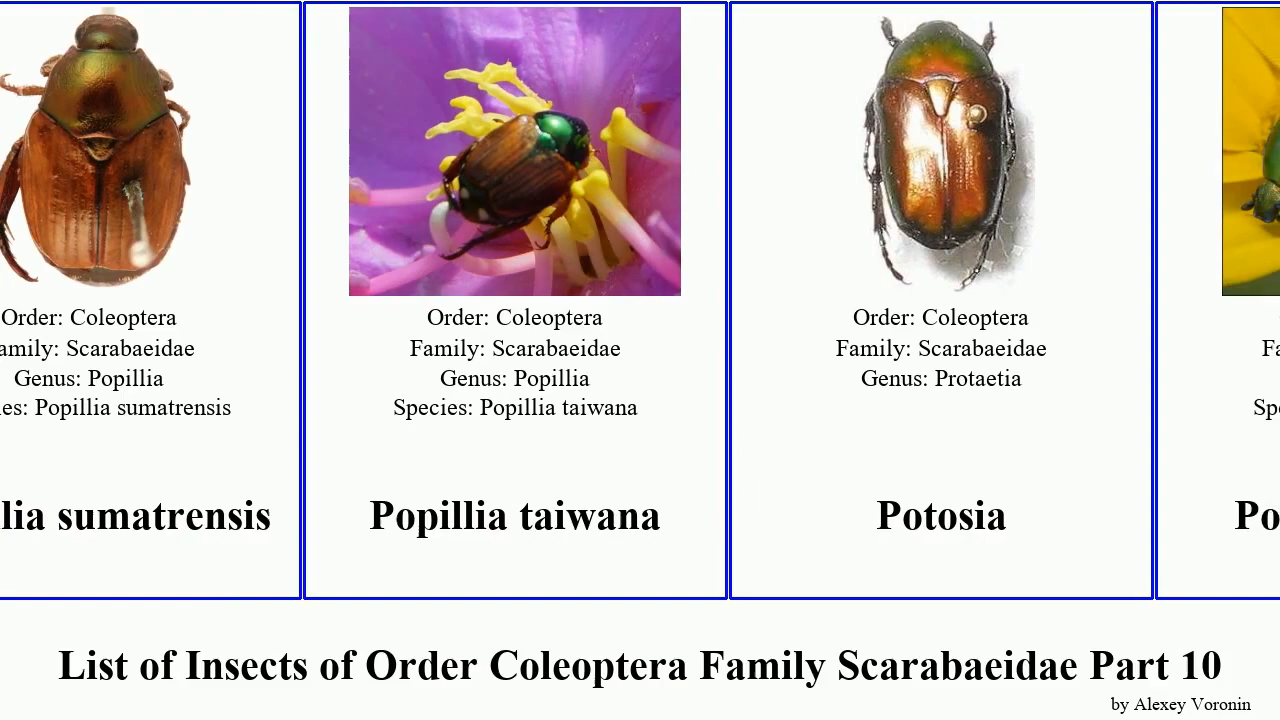 Order: Coleoptera
amily: Scarabaeidae
Genus: Popillia
es: Popillia sumatrensis
lia sumatrensis
Order: Coleoptera
Family: Scarabaeidae
Genus: Popillia
Species: Popillia taiwana
Popillia taiwana
Order: Coleoptera
Family: Scarabaeidae
Genus: Protaetia
Potosia
Fa
Spe
Po
List of Insects of Order Coleoptera Family Scarabaeidae Part 10
by Alexey Voronin